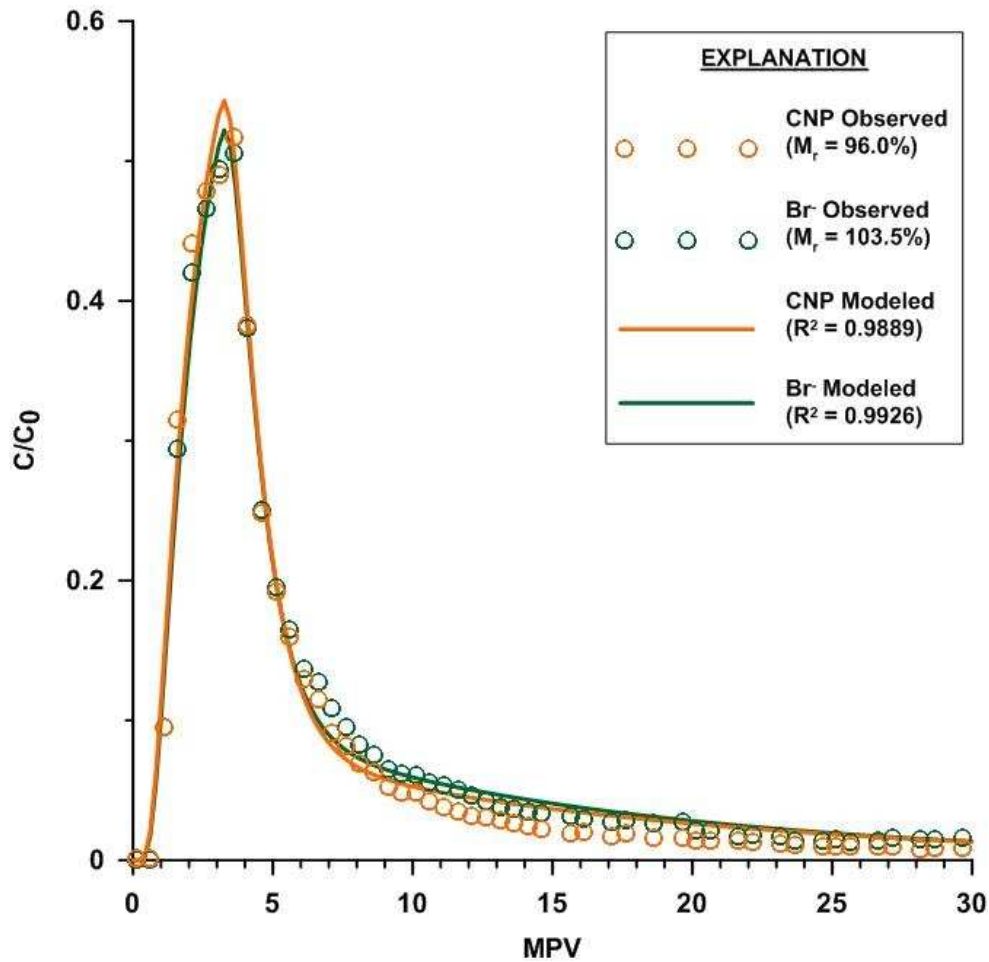 0.6
0.4
0.2
0
C/C₀
0
5
10
15
20
25
30
MPV
EXPLANATION
CNP Observed
(Mᵣ = 96.0%)
Br⁻ Observed
(Mᵣ = 103.5%)
CNP Modeled
(R² = 0.9889)
Br⁻ Modeled
(R² = 0.9926)